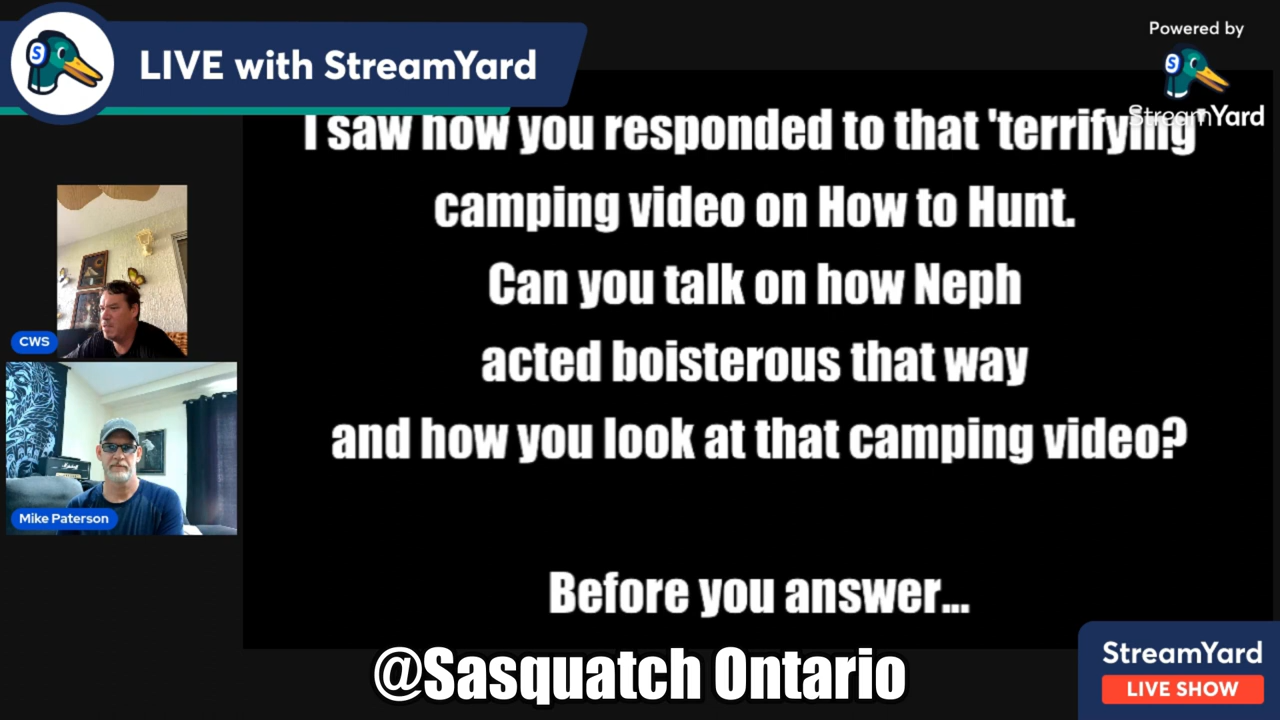 LIVE with StreamYard
Powered by
StreamYard
I saw how you responded to that 'terrifying
camping video on How to Hunt.
Can you talk on how Neph
acted boisterous that way
and how you look at that camping video?
Before you answer...
CWS
Mike Paterson
@Sasquatch Ontario
StreamYard
LIVE SHOW